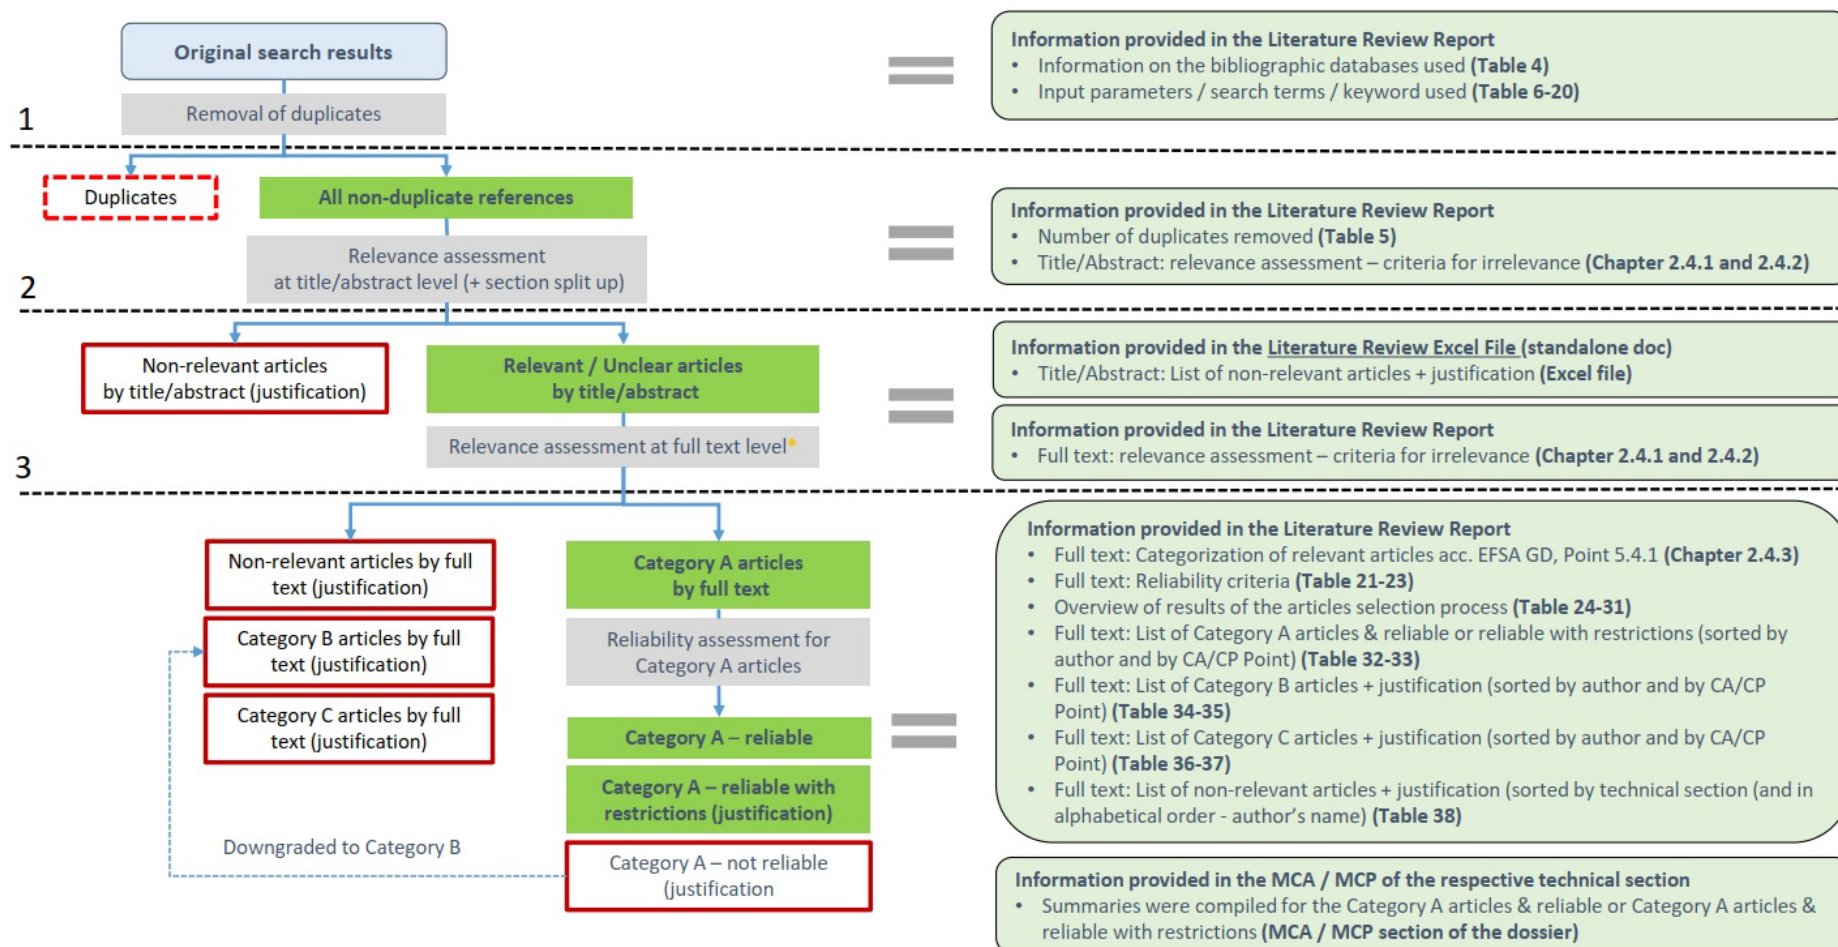 Original search results
Removal of duplicates
1
Information provided in the Literature Review Report
• Information on the bibliographic databases used (Table 4)
• Input parameters / search terms / keyword used (Table 6-20)
Duplicates
All non-duplicate references
Relevance assessment
at title/abstract level (+ section split up)
2
Information provided in the Literature Review Report
• Number of duplicates removed (Table 5)
• Title/Abstract: relevance assessment – criteria for irrelevance (Chapter 2.4.1 and 2.4.2)
Non-relevant articles
by title/abstract (justification)
Relevant / Unclear articles
by title/abstract
Relevance assessment at full text level*
3
Information provided in the Literature Review Excel File (standalone doc)
• Title/Abstract: List of non-relevant articles + justification (Excel file)
Information provided in the Literature Review Report
• Full text: relevance assessment – criteria for irrelevance (Chapter 2.4.1 and 2.4.2)
Non-relevant articles by full
text (justification)
Category B articles by full
text (justification)
Category C articles by full
text (justification)
Category A articles
by full text
Reliability assessment for
Category A articles
Category A – reliable
Category A – reliable with
restrictions (justification)
Category A – not reliable
(justification
Downgraded to Category B
Information provided in the Literature Review Report
• Full text: Categorization of relevant articles acc. EFSA GD, Point 5.4.1 (Chapter 2.4.3)
• Full text: Reliability criteria (Table 21-23)
• Overview of results of the articles selection process (Table 24-31)
• Full text: List of Category A articles & reliable or reliable with restrictions (sorted by
author and by CA/CP Point) (Table 32-33)
• Full text: List of Category B articles + justification (sorted by author and by CA/CP
Point) (Table 34-35)
• Full text: List of Category C articles + justification (sorted by author and by CA/CP
Point) (Table 36-37)
• Full text: List of non-relevant articles + justification (sorted by technical section (and in
alphabetical order - author's name) (Table 38)
Information provided in the MCA / MCP of the respective technical section
• Summaries were compiled for the Category A articles & reliable or Category A articles &
reliable with restrictions (MCA / MCP section of the dossier)